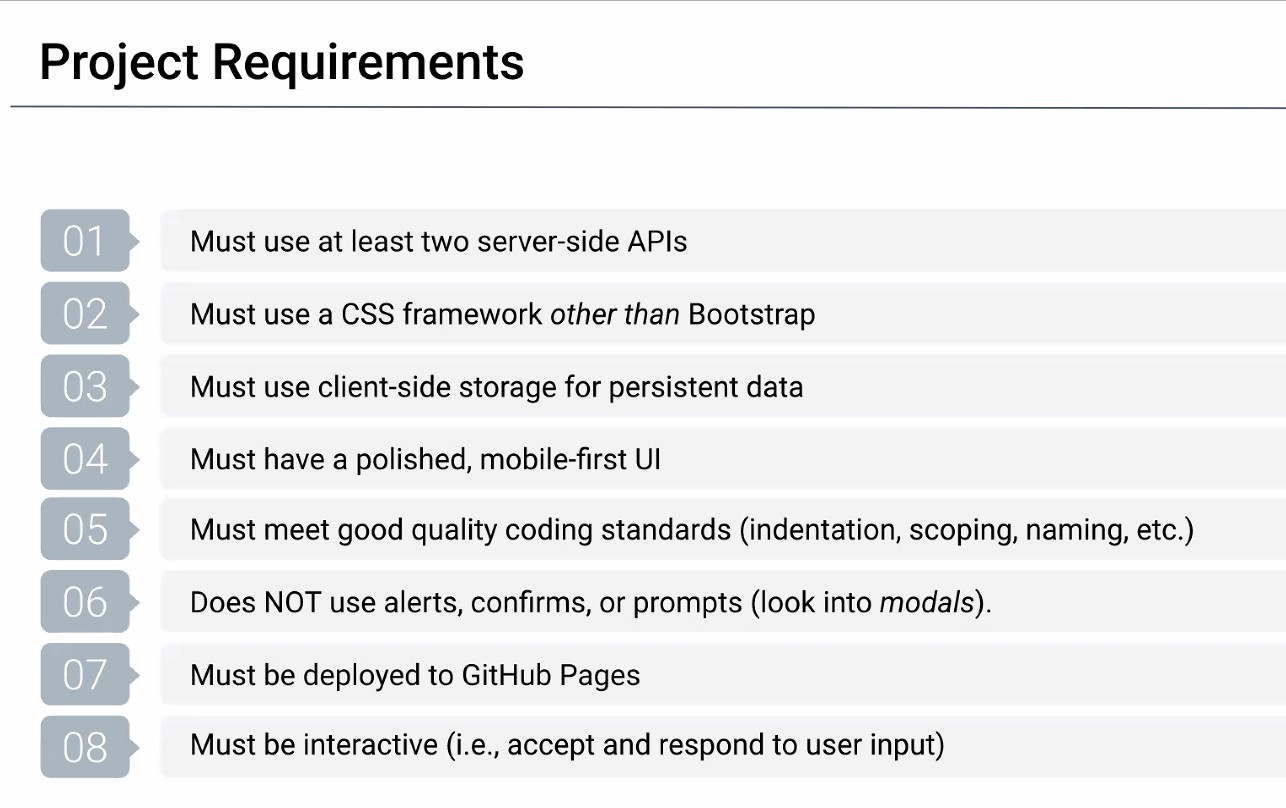 Project Requirements
01 Must use at least two server-side APIs
02 Must use a CSS framework other than Bootstrap
03 Must use client-side storage for persistent data
04 Must have a polished, mobile-first UI
05 Must meet good quality coding standards (indentation, scoping, naming, etc.)
06 Does NOT use alerts, confirms, or prompts (look into modals).
07 Must be deployed to GitHub Pages
08 Must be interactive (i.e., accept and respond to user input)